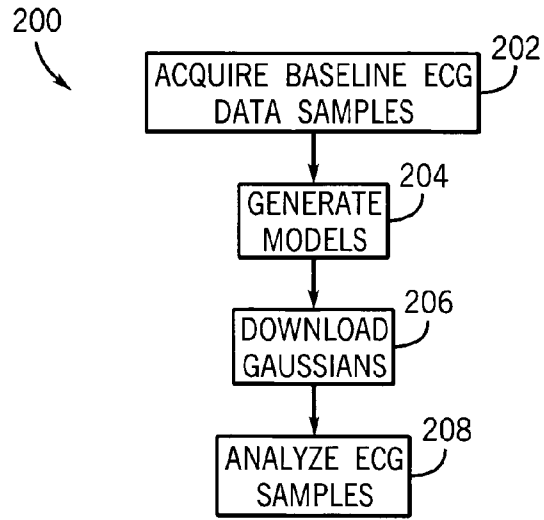 200
ACQUIRE BASELINE ECG
DATA SAMPLES
202
GENERATE
MODELS
204
DOWNLOAD
GAUSSIANS
206
ANALYZE ECG
SAMPLES
208